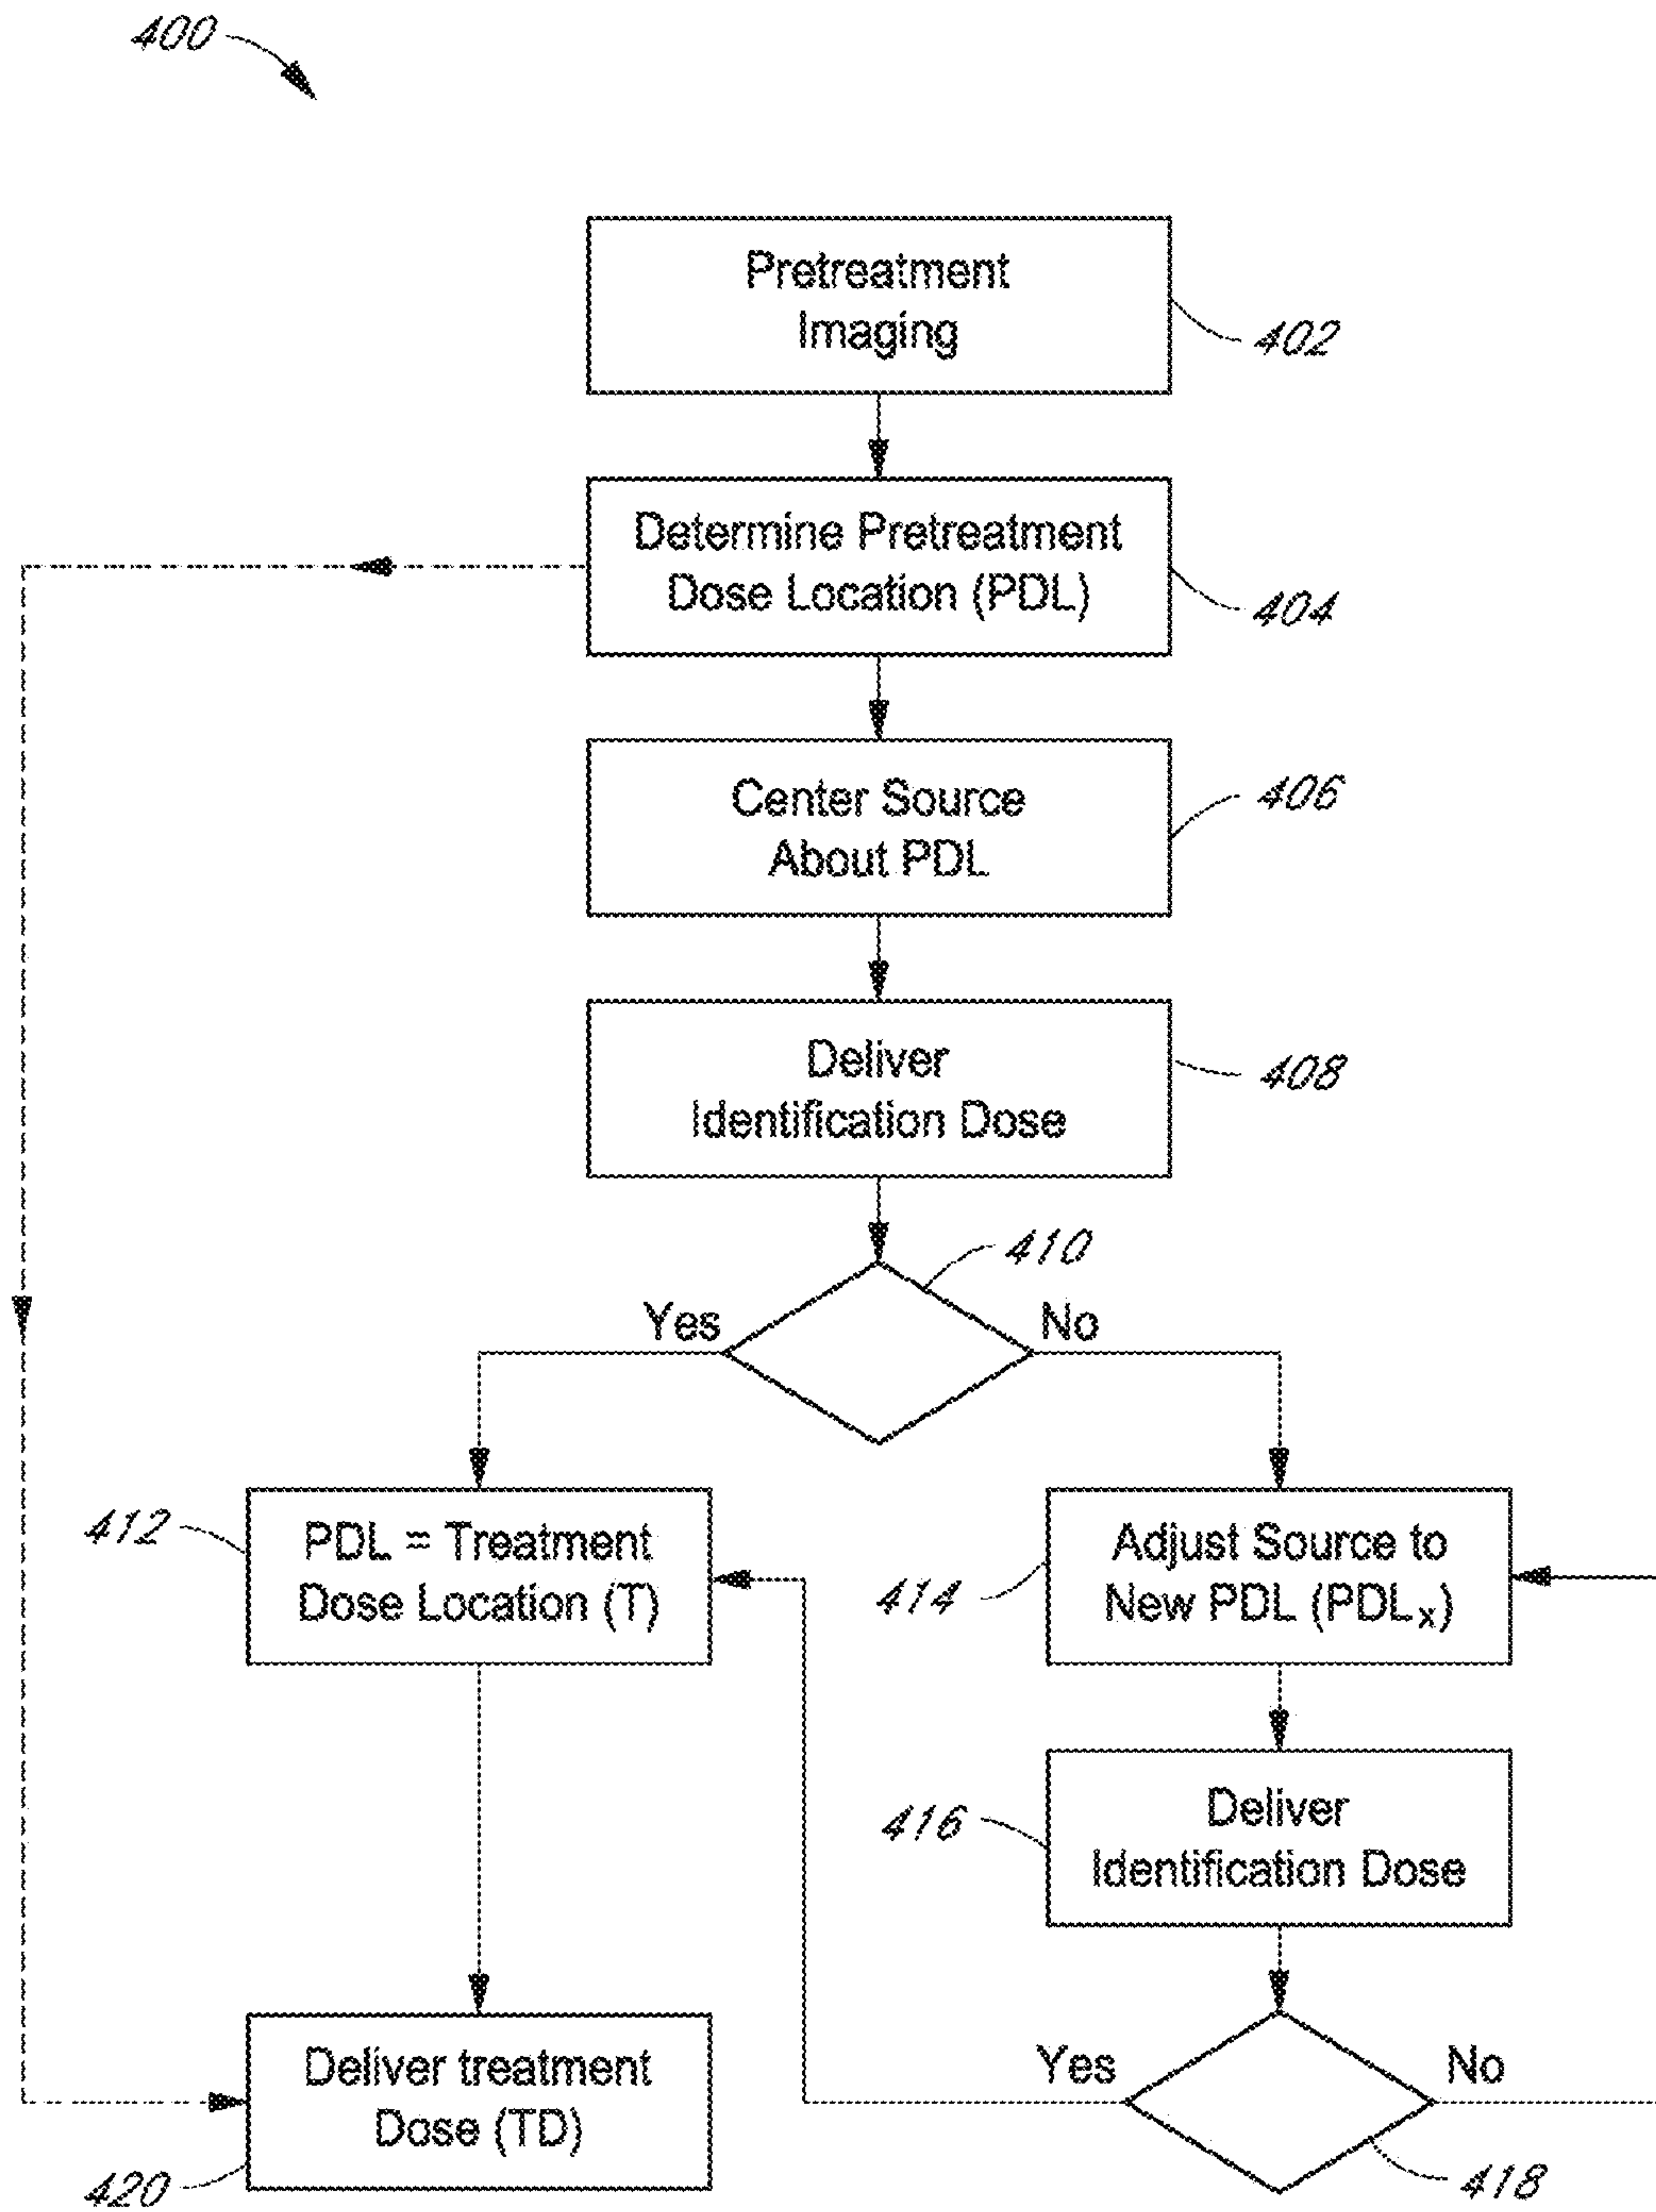 400
Pretreatment
Imaging
402
Determine Pretreatment
Dose Location (PDL)
404
Center Source
About PDL
406
Deliver
Identification Dose
408
410
Yes
No
412
PDL = Treatment
Dose Location (T)
414
Adjust Source to
New PDL (PDLx)
416
Deliver
Identification Dose
Yes
No
418
Deliver treatment
Dose (TD)
420